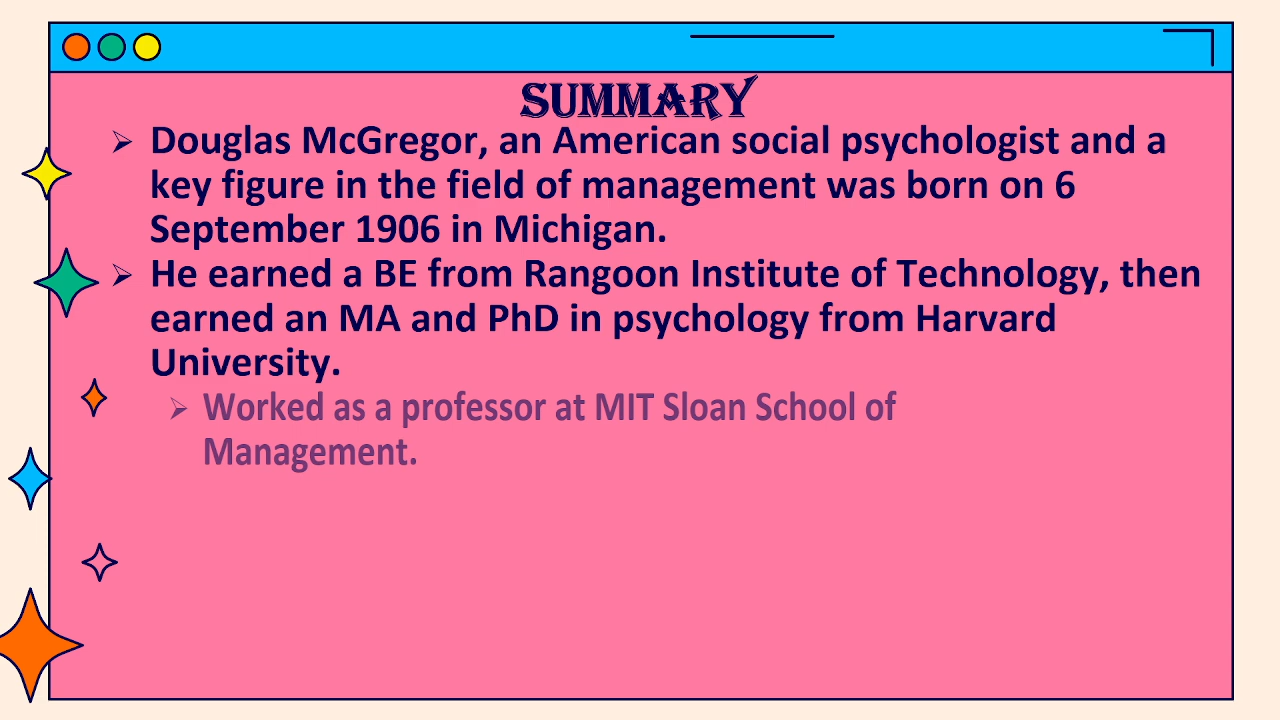 SUMMARY
➢ Douglas McGregor, an American social psychologist and a
key figure in the field of management was born on 6
September 1906 in Michigan.
➢ He earned a BE from Rangoon Institute of Technology, then
earned an MA and PhD in psychology from Harvard
University.
➢ Worked as a professor at MIT Sloan School of
Management.